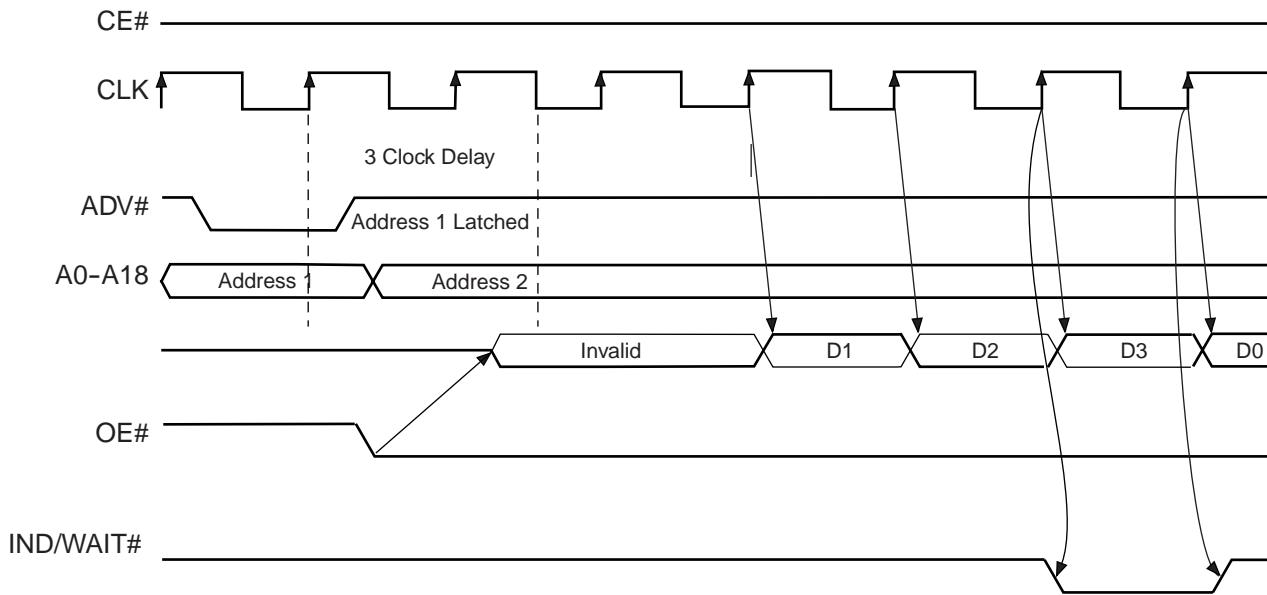 CE#
CLK
3 Clock Delay
ADV#
Address 1 Latched
A0-A18
Address 1
Address 2
Invalid
D1
D2
D3
D0
OE#
IND/WAIT#